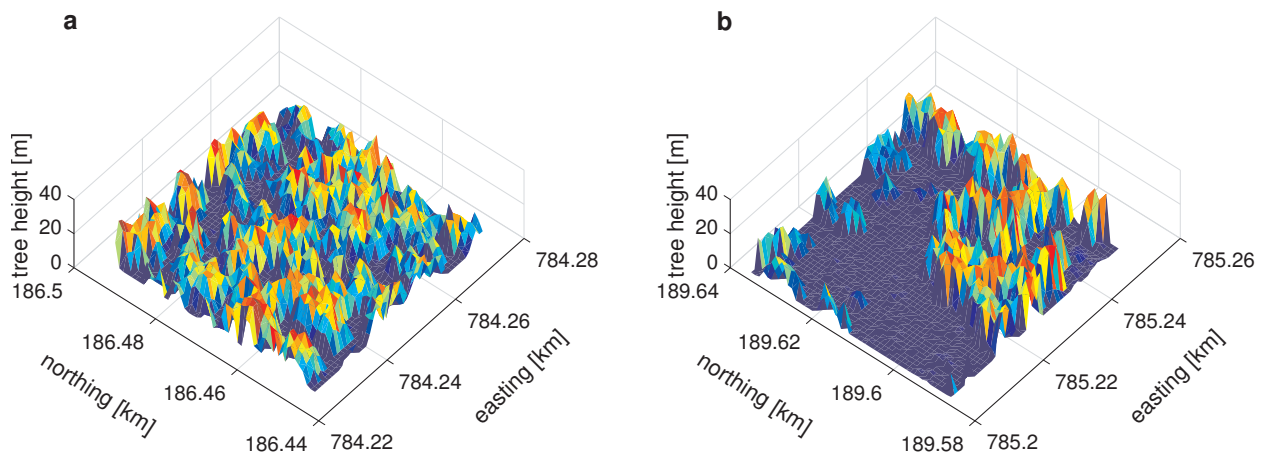 a
tree height [m]
40
20
0
186.5
186.48
186.46
186.44
northing [km]
784.22
784.24
784.26
784.28
easting [km]
b
tree height [m]
40
20
0
189.64
189.62
189.6
189.58
northing [km]
785.2
785.22
785.24
785.26
easting [km]